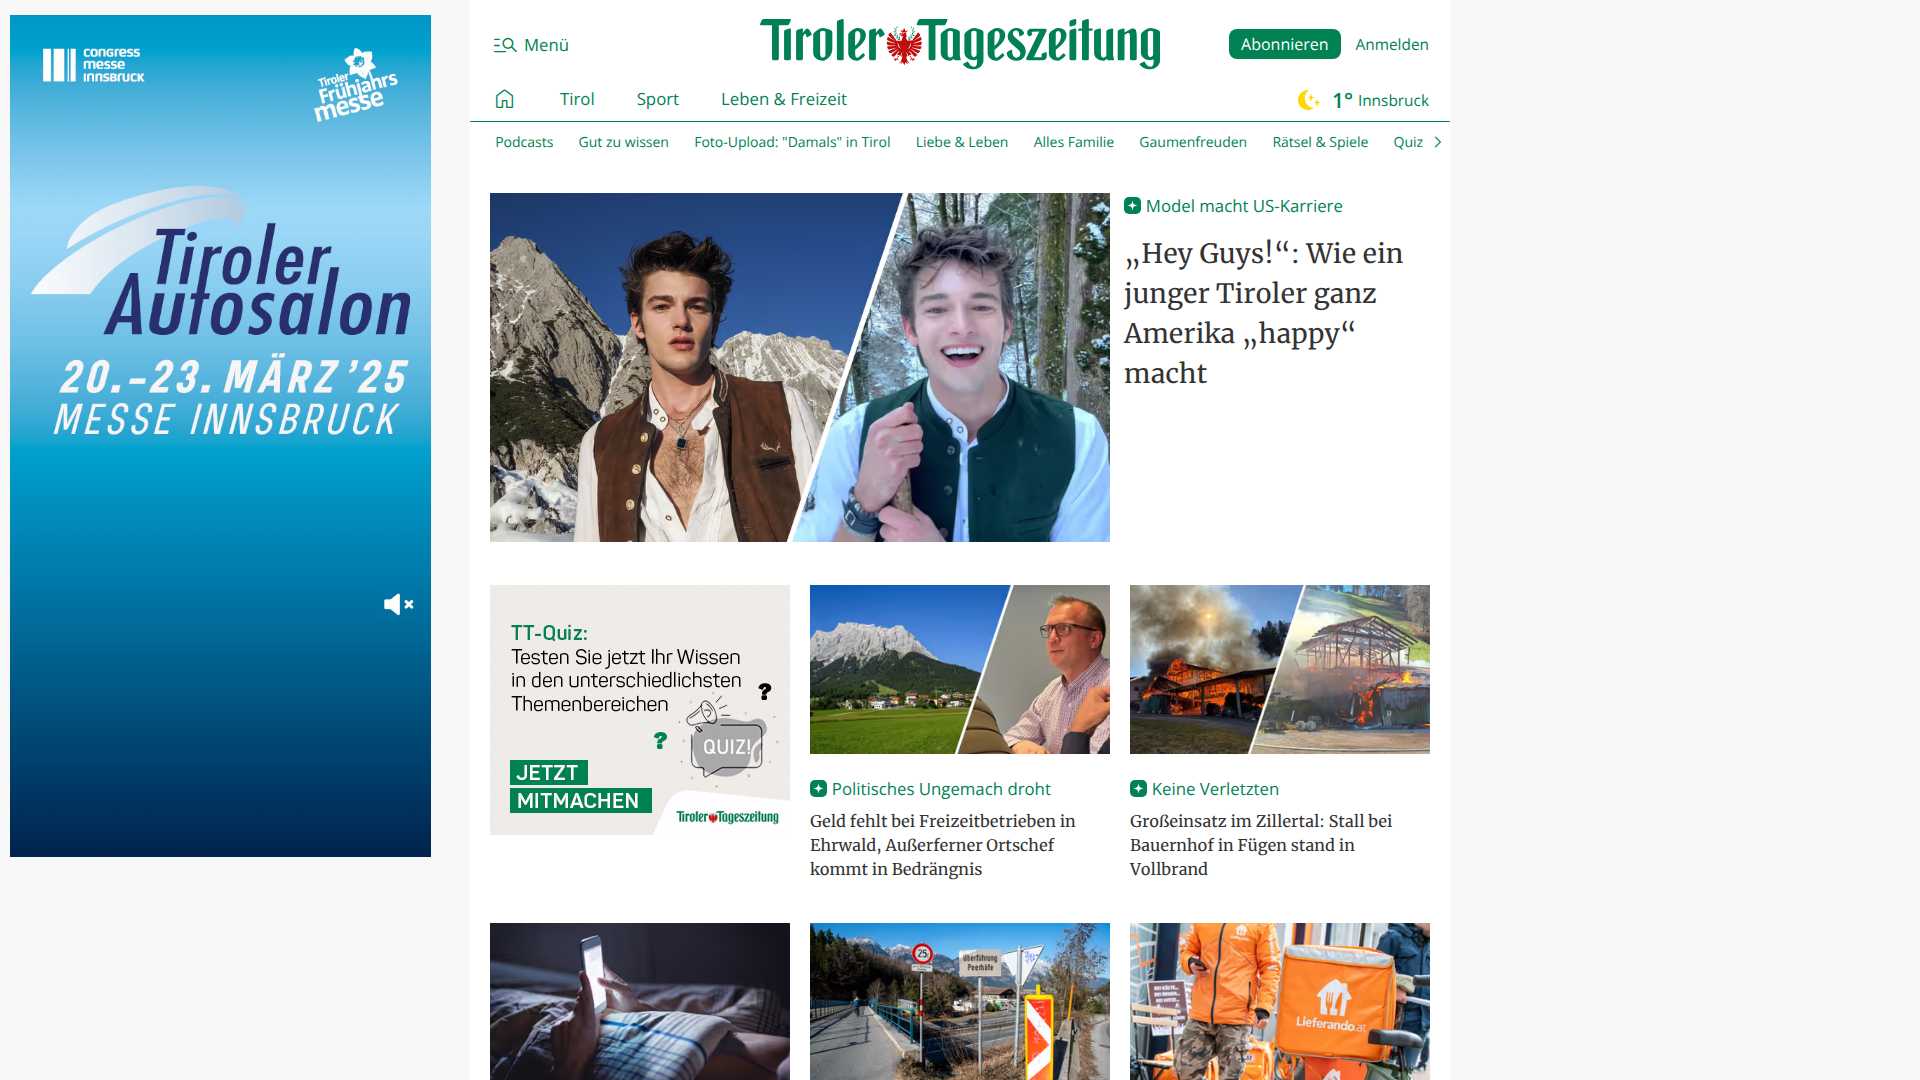 congress
messe
innsbruck
Tiroler
Frühjahrs
messe
Tiroler
Autosalon
20.–23. MÄRZ ’25
MESSE INNSBRUCK
Menü
Tiroler Tageszeitung
Abonnieren
Anmelden
Tirol
Sport
Leben & Freizeit
1° Innsbruck
Podcasts
Gut zu wissen
Foto-Upload: "Damals" in Tirol
Liebe & Leben
Alles Familie
Gaumenfreuden
Rätsel & Spiele
Quiz
Model macht US-Karriere
„Hey Guys!“: Wie ein
junger Tiroler ganz
Amerika „happy“
macht
TT-Quiz:
Testen Sie jetzt Ihr Wissen
in den unterschiedlichsten
Themenbereichen
?
?
QUIZ!
JETZT
MITMACHEN
Tiroler Tageszeitung
Politisches Ungemach droht
Geld fehlt bei Freizeitbetrieben in
Ehrwald, Außerferner Ortschef
kommt in Bedrängnis
Keine Verletzten
Großeinsatz im Zillertal: Stall bei
Bauernhof in Fügen stand in
Vollbrand
25
Überführung
Peerhöfe
Lieferando.at